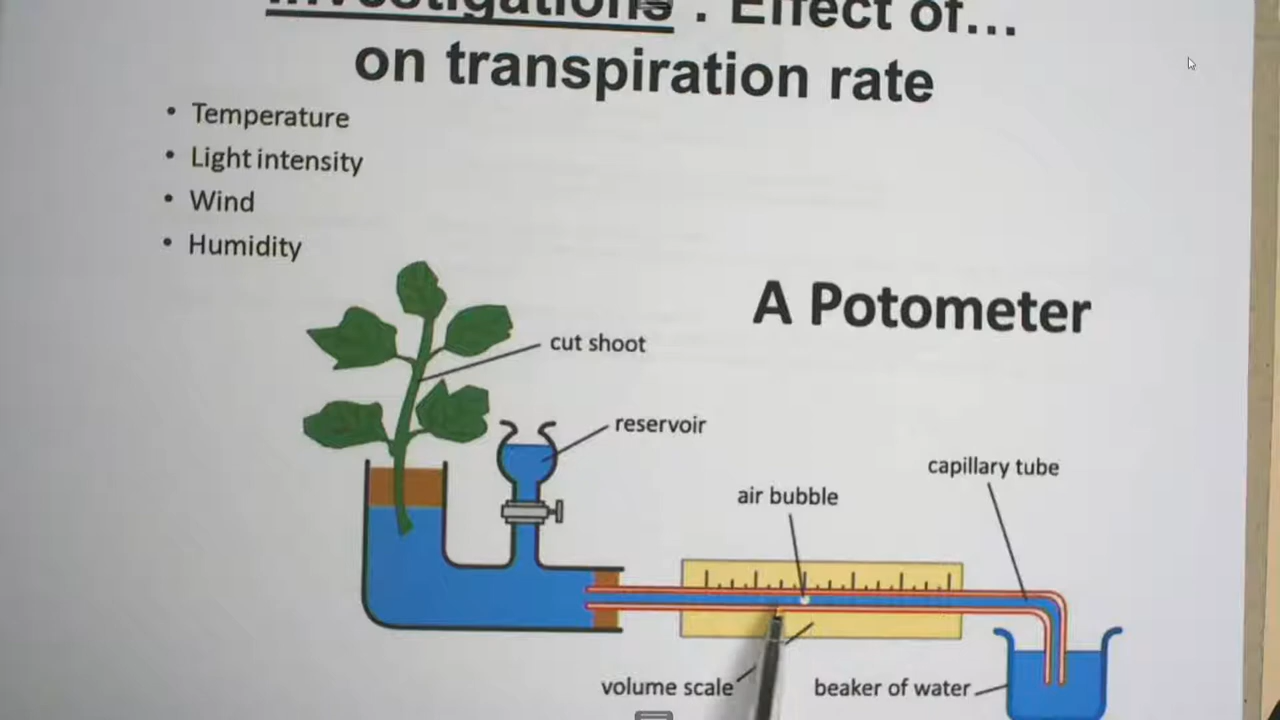 Investigations : Effect of...
on transpiration rate
• Temperature
• Light intensity
• Wind
• Humidity
A Potometer
cut shoot
reservoir
capillary tube
air bubble
volume scale
beaker of water